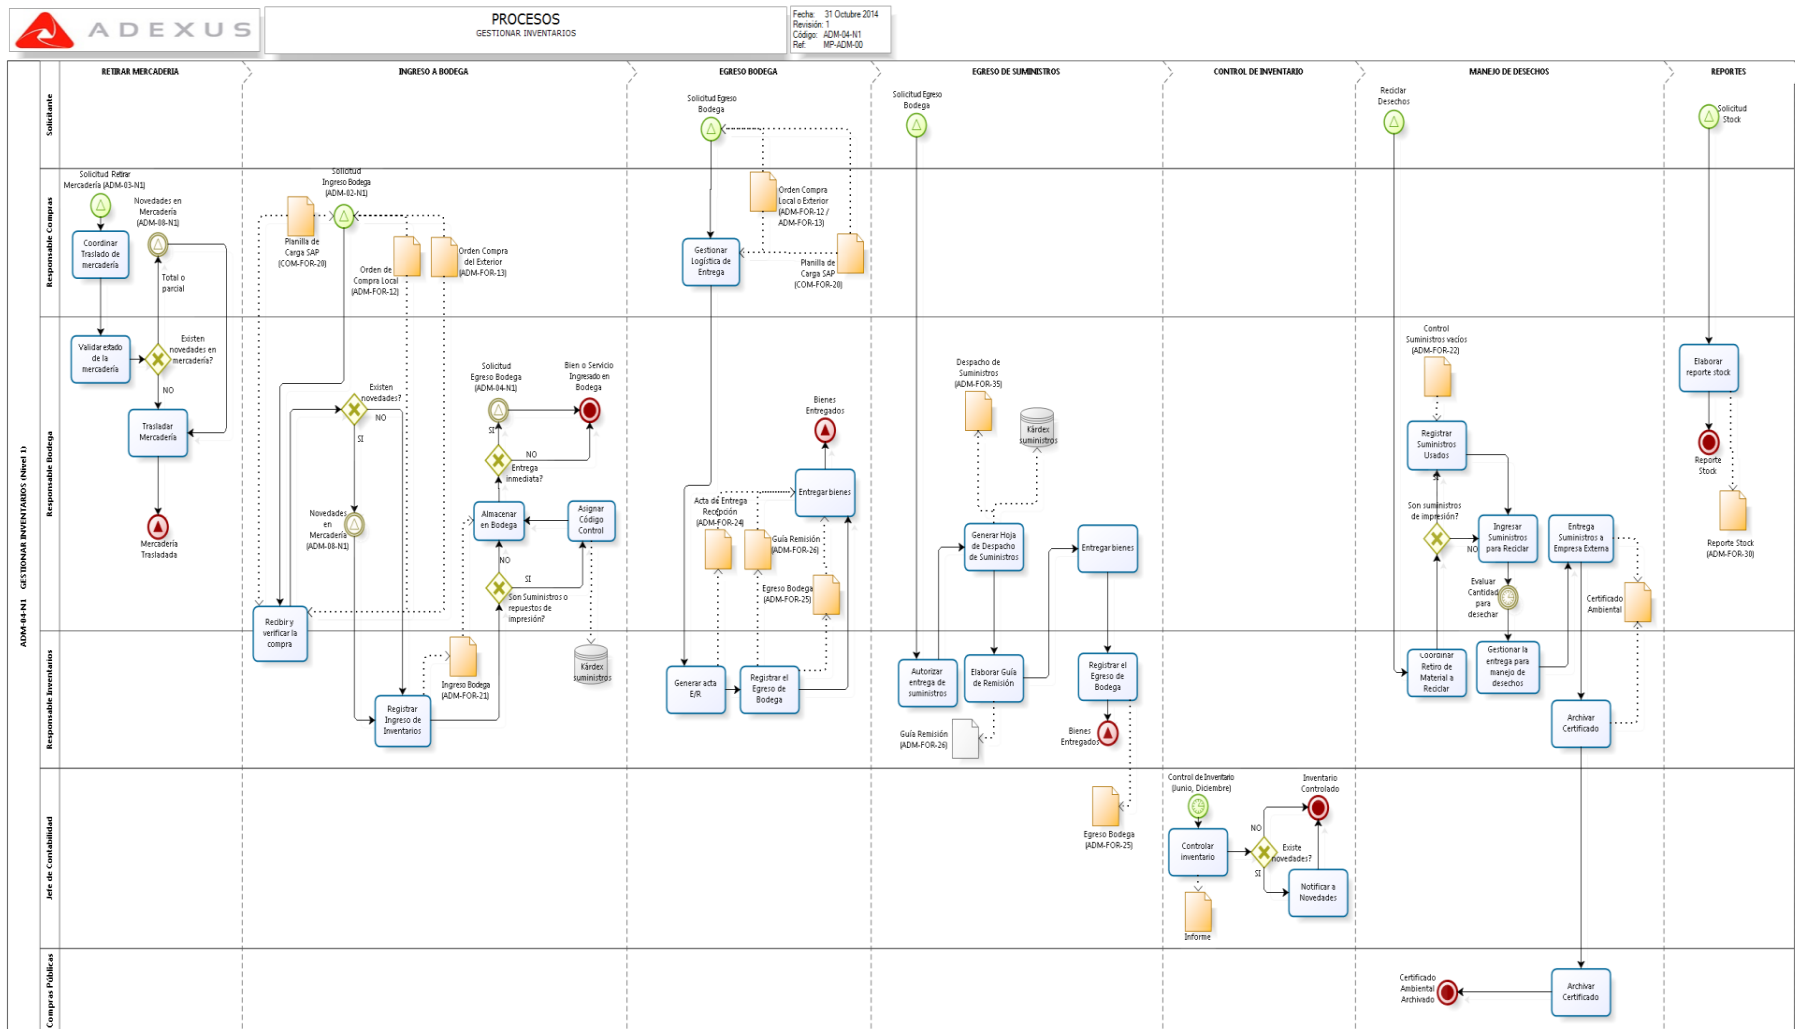 ADEXUS
PROCESOS
GESTIONAR INVENTARIOS
Fecha: 31 Octubre 2014
Revisión: 1
Código: ADM-04-N1
Ref: MP-ADM-00
ADM-04-N1 GESTIONAR INVENTARIOS (Nivel 1)
RETIRAR MERCADERIA
INGRESO A BODEGA
EGRESO BODEGA
EGRESO DE SUMINISTROS
CONTROL DE INVENTARIO
MANEJO DE DESECHOS
REPORTES
Solicitante
Responsable Compras
Responsable Bodega
Responsable Inventarios
Jefe de Contabilidad
Compras Públicas
Solicitud Retirar
Mercadería (ADM-03-N1)
Coordinar
Traslado de
mercadería
Novedades en
Mercadería
(ADM-08-N1)
Total o
parcial
Validar estado
de la
mercadería
Existen
novedades en
mercadería?
NO
Trasladar
Mercadería
Mercadería
Trasladada
Solicitud
Ingreso Bodega
(ADM-02-N1)
Planilla de
Carga SAP
(COM-FOR-20)
Orden de
Compra Local
(ADM-FOR-12)
Orden Compra
del Exterior
(ADM-FOR-13)
Existen
novedades?
NO
SI
Novedades
en
Mercadería
(ADM-08-N1)
Recibir y
verificar la
compra
Registrar
Ingreso de
Inventarios
Ingreso Bodega
(ADM-FOR-21)
Solicitud
Egreso Bodega
(ADM-04-N1)
Bien o Servicio
Ingresado en
Bodega
SI
NO
Entrega
inmediata?
Almacenar
en Bodega
Asignar
Código
Control
NO
SI
Son Suministros o
repuestos de
impresión?
Kárdex
suministros
Solicitud Egreso
Bodega
Orden Compra
Local o Exterior
(ADM-FOR-12 /
ADM-FOR-13)
Gestionar
Logística de
Entrega
Planilla de
Carga SAP
(COM-FOR-20)
Bienes
Entregados
Entregar bienes
Acta de Entrega
Recepción
(ADM-FOR-24)
Guía Remisión
(ADM-FOR-26)
Egreso Bodega
(ADM-FOR-25)
Generar acta
E/R
Registrar el
Egreso de
Bodega
Solicitud Egreso
Bodega
Despacho de
Suministros
(ADM-FOR-35)
Kárdex
suministros
Generar Hoja
de Despacho
de Suministros
Entregar bienes
Autorizar
entrega de
suministros
Elaborar Guía
de Remisión
Registrar el
Egreso de
Bodega
Guía Remisión
(ADM-FOR-26)
Bienes
Entregados
Egreso Bodega
(ADM-FOR-25)
Control de Inventario
(Junio, Diciembre)
Inventario
Controlado
Controlar
inventario
NO
Existe
novedades?
SI
Notificar a
Novedades
Informe
Reciclar
Desechos
Control
Suministros vacíos
(ADM-FOR-22)
Registrar
Suministros
Usados
SI
Son suministros
de impresión?
NO
Ingresar
Suministros
para Reciclar
Entrega
Suministros a
Empresa Externa
Evaluar
Cantidad
para
desechar
Certificado
Ambiental
Coordinar
Retiro de
Material a
Reciclar
Gestionar la
entrega para
manejo de
desechos
Archivar
Certificado
Certificado
Ambiental
Archivado
Archivar
Certificado
Solicitud
Stock
Elaborar
reporte stock
Reporte
Stock
Reporte Stock
(ADM-FOR-30)